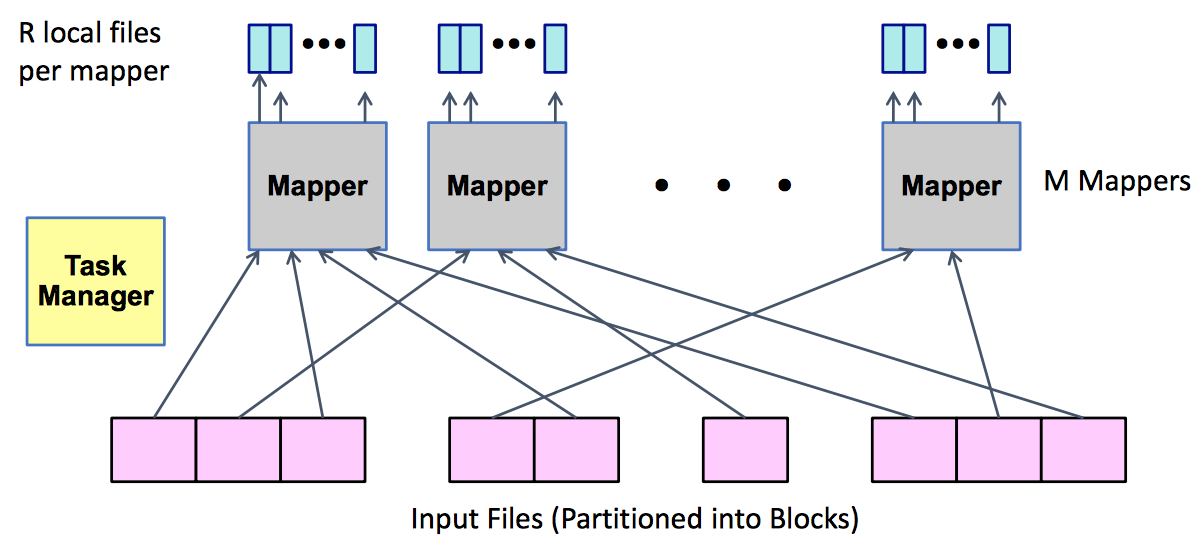 R local files
per mapper
Mapper
Mapper
Mapper
M Mappers
Task
Manager
Input Files (Partitioned into Blocks)